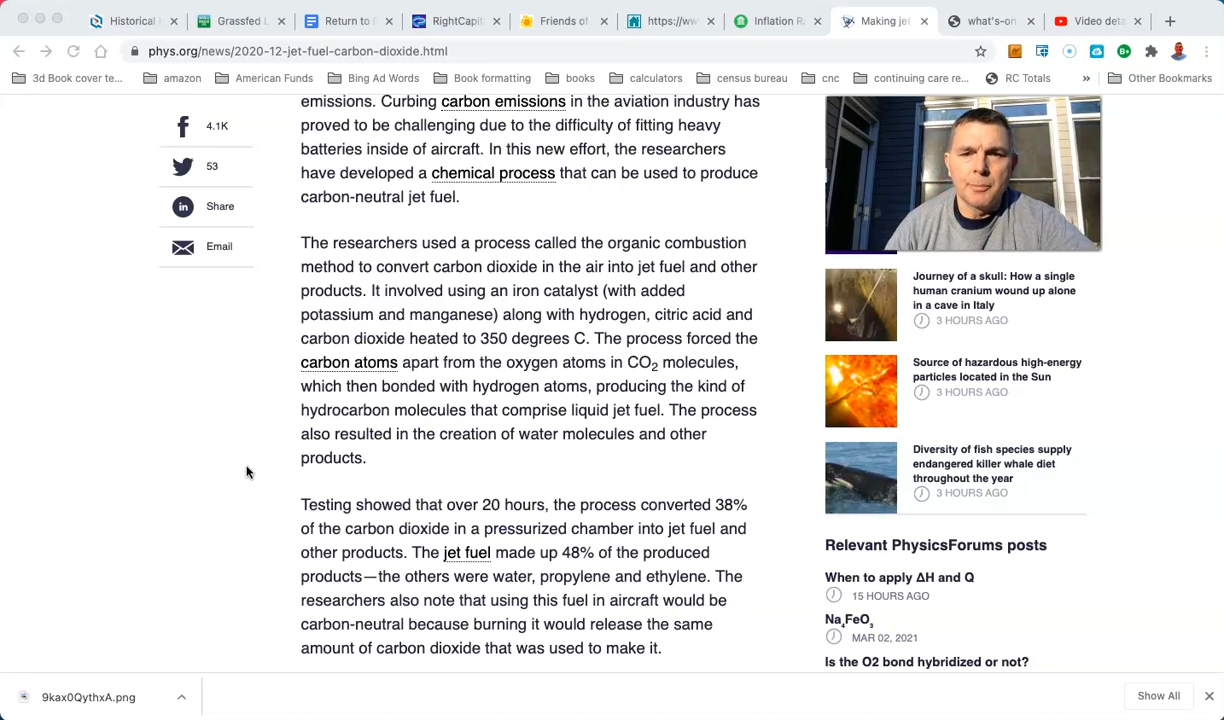 Historical
Grassfed
Return to
RightCapit
Friends of
https://ww
Inflation
Making jet
what's-on
Video deta
phys.org/news/2020-12-jet-fuel-carbon-dioxide.html
3d Book cover te...
amazon
American Funds
Bing Ad Words
Book formatting
books
calculators
census bureau
cnc
continuing care re...
RC Totals
»
Other Bookmarks
4.1K
53
Share
Email
emissions. Curbing carbon emissions in the aviation industry has
proved to be challenging due to the difficulty of fitting heavy
batteries inside of aircraft. In this new effort, the researchers
have developed a chemical process that can be used to produce
carbon-neutral jet fuel.
The researchers used a process called the organic combustion
method to convert carbon dioxide in the air into jet fuel and other
products. It involved using an iron catalyst (with added
potassium and manganese) along with hydrogen, citric acid and
carbon dioxide heated to 350 degrees C. The process forced the
carbon atoms apart from the oxygen atoms in CO2 molecules,
which then bonded with hydrogen atoms, producing the kind of
hydrocarbon molecules that comprise liquid jet fuel. The process
also resulted in the creation of water molecules and other
products.
Testing showed that over 20 hours, the process converted 38%
of the carbon dioxide in a pressurized chamber into jet fuel and
other products. The jet fuel made up 48% of the produced
products—the others were water, propylene and ethylene. The
researchers also note that using this fuel in aircraft would be
carbon-neutral because burning it would release the same
amount of carbon dioxide that was used to make it.
Journey of a skull: How a single
human cranium wound up alone
in a cave in Italy
3 HOURS AGO
Source of hazardous high-energy
particles located in the Sun
3 HOURS AGO
Diversity of fish species supply
endangered killer whale diet
throughout the year
3 HOURS AGO
Relevant PhysicsForums posts
When to apply ΔH and Q
15 HOURS AGO
Na4FeO3
MAR 02, 2021
Is the O2 bond hybridized or not?
9kax0QythxA.png
Show All